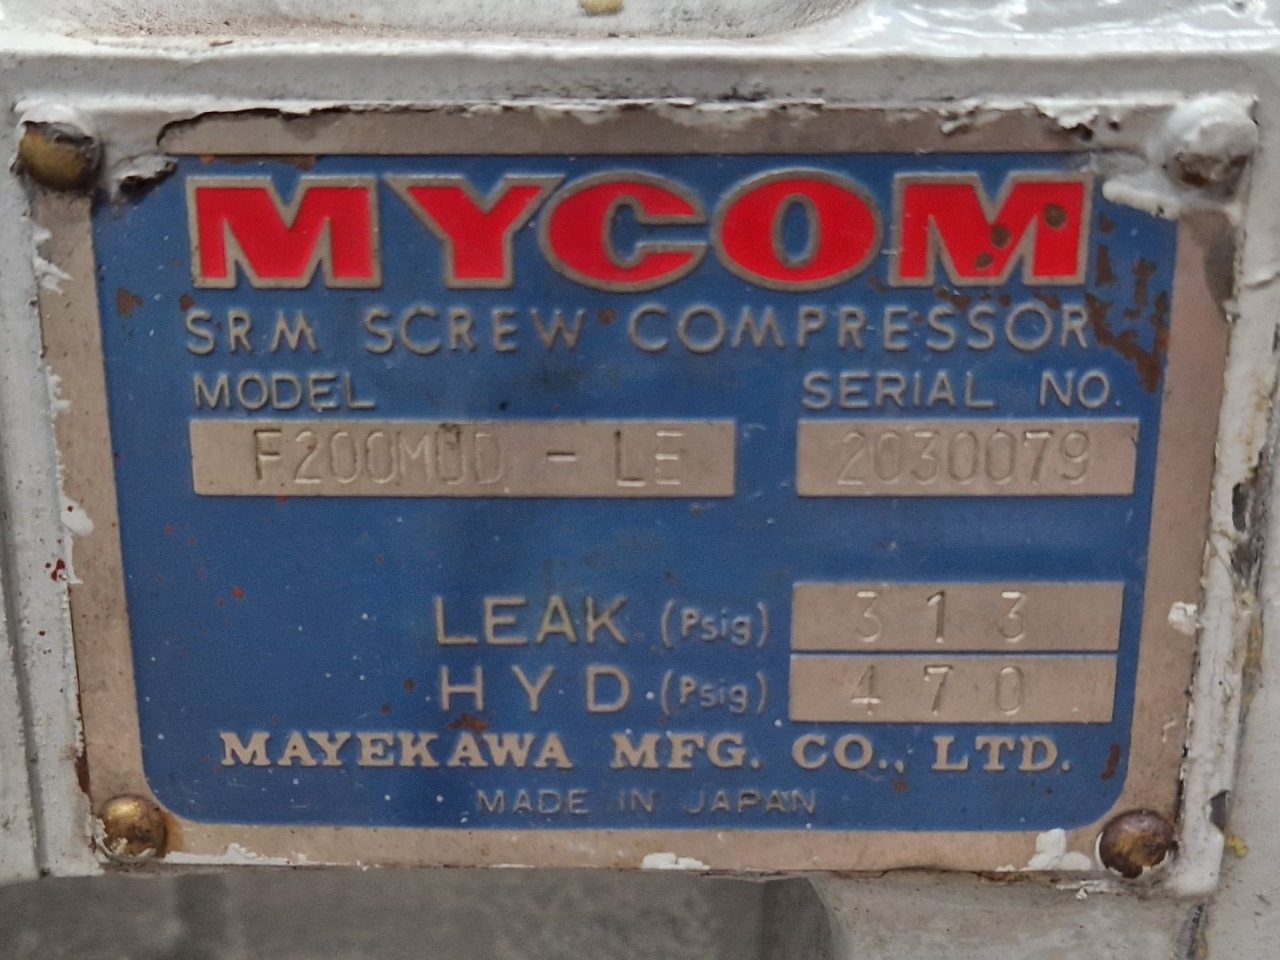 MYCOM
SRM SCREW COMPRESSOR
MODEL SERIAL NO.
F200MUD - LE 2030079
LEAK (Psig) 313
HYD (Psig) 470
MAYEKAWA MFG. CO., LTD.
MADE IN JAPAN